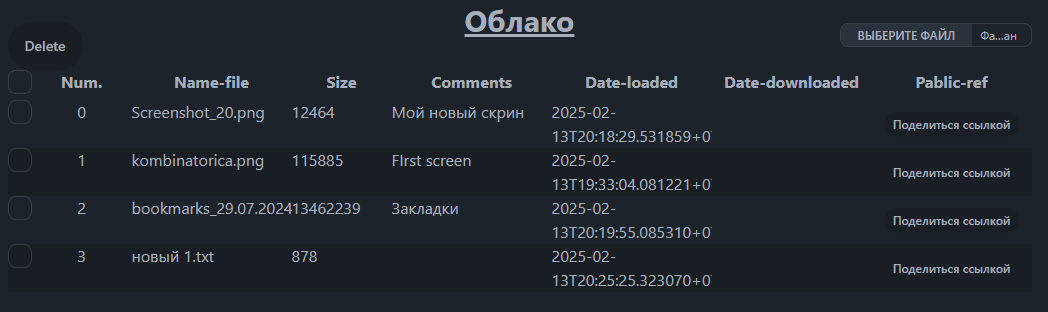 Облако
Delete
ВЫБЕРИТЕ ФАЙЛ Фа...ан
Num. Name-file Size Comments Date-loaded Date-downloaded Pablic-ref
0 Screenshot_20.png 12464 Мой новый скрин 2025-02-
13T20:18:29.531859+0
Поделиться ссылкой
1 kombinatorica.png 115885 FIrst screen 2025-02-
13T19:33:04.081221+0
Поделиться ссылкой
2 bookmarks_29.07.202413462239 Закладки 2025-02-
13T20:19:55.085310+0
Поделиться ссылкой
3 новый 1.txt 878 2025-02-
13T20:25:25.323070+0
Поделиться ссылкой